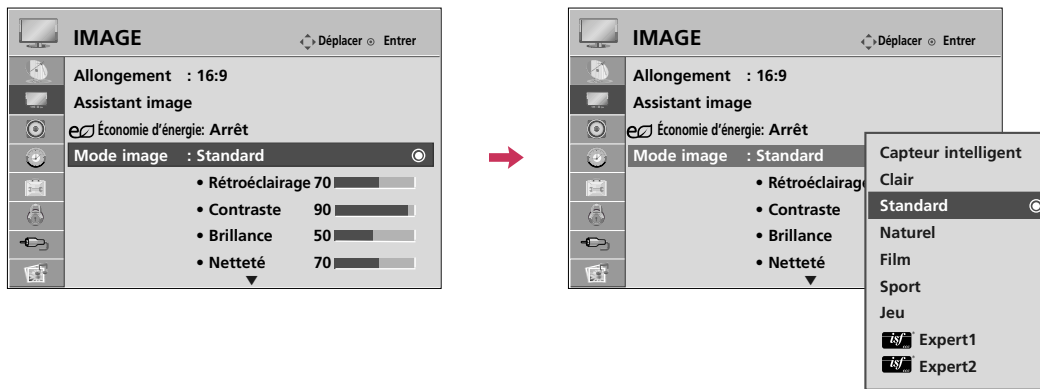 IMAGE
Déplacer Entrer
Allongement : 16:9
Assistant image
Économie d'énergie: Arrêt
Mode image : Standard
• Rétroéclairage 70
• Contraste 90
• Brillance 50
• Netteté 70
IMAGE
Déplacer Entrer
Allongement : 16:9
Assistant image
Économie d'énergie: Arrêt
Mode image : Standard
• Rétroéclairage
• Contraste
• Brillance
• Netteté
Capteur intelligent
Clair
Standard
Naturel
Film
Sport
Jeu
isf Expert1
isf Expert2